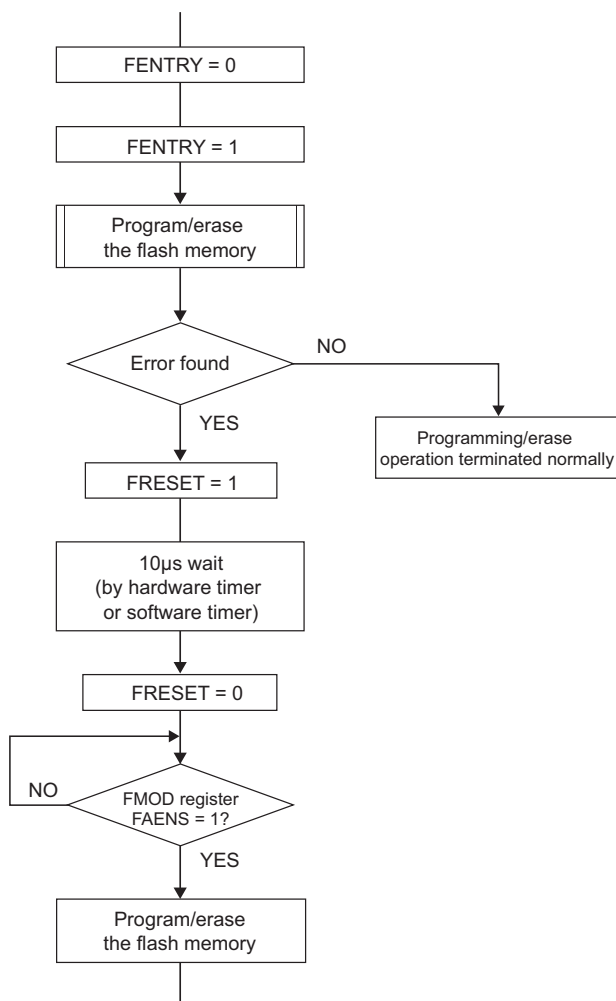 FENTRY = 0
FENTRY = 1
Program/erase
the flash memory
Error found
NO
YES
Programming/erase
operation terminated normally
FRESET = 1
10µs wait
(by hardware timer
or software timer)
FRESET = 0
NO
FMOD register
FAENS = 1?
YES
Program/erase
the flash memory